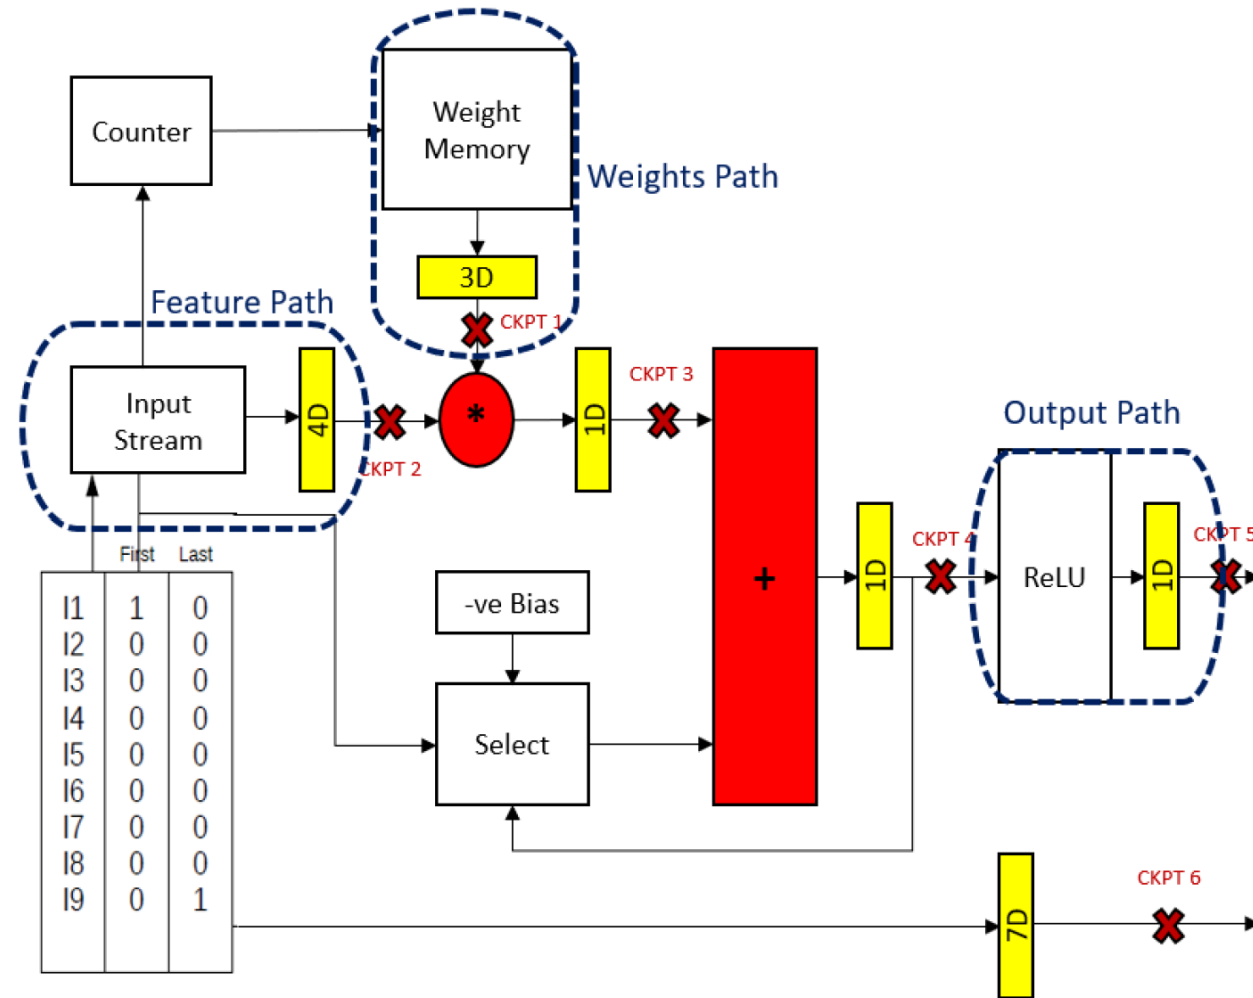 Weight
Memory
Counter
Weights Path
3D
Feature Path
CKPT 1
Input
Stream
4D
*
1D
CKPT 3
CKPT 2
Output Path
First Last
-ve Bias
+
1D
CKPT 4
ReLU
1D
CKPT 5
Select
I1 1 0
I2 0 0
I3 0 0
I4 0 0
I5 0 0
I6 0 0
I7 0 0
I8 0 0
I9 0 1
7D
CKPT 6